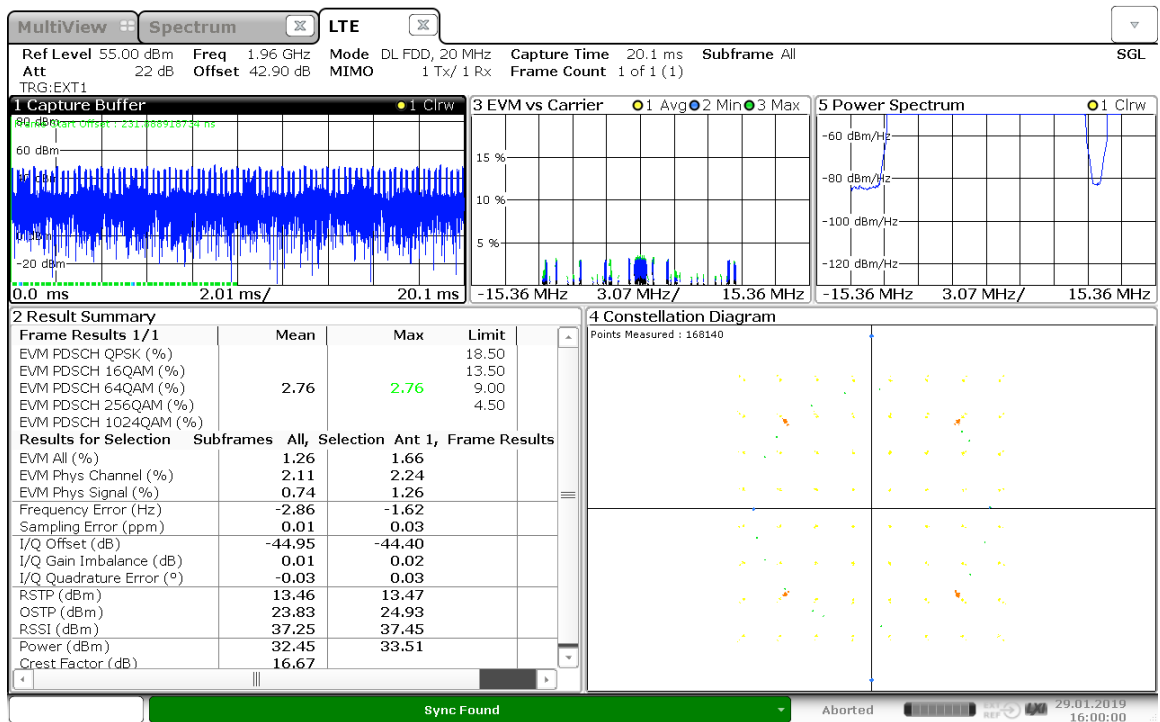 MultiView Spectrum LTE
Ref Level 55.00 dBm Freq 1.96 GHz Mode DL FDD, 20 MHz Capture Time 20.1 ms Subframe All SGL
Att 22 dB Offset 42.90 dB MIMO 1 Tx/ 1 Rx Frame Count 1 of 1 (1)
TRG:EXT1
1 Capture Buffer 1 Clrw
80 dBm
60 dBm
-20 dBm
0.0 ms 2.01 ms/ 20.1 ms
3 EVM vs Carrier 1 Avg 2 Min 3 Max
15 %
10 %
5 %
-15.36 MHz 3.07 MHz/ 15.36 MHz
5 Power Spectrum 1 Clrw
-60 dBm/Hz
-80 dBm/Hz
-100 dBm/Hz
-120 dBm/Hz
-15.36 MHz 3.07 MHz/ 15.36 MHz
2 Result Summary
Frame Results 1/1 Mean Max Limit
EVM PDSCH QPSK (%) 18.50
EVM PDSCH 16QAM (%) 13.50
EVM PDSCH 64QAM (%) 2.76 2.76 9.00
EVM PDSCH 256QAM (%) 4.50
EVM PDSCH 1024QAM (%)
Results for Selection Subframes All, Selection Ant 1, Frame Results
EVM All (%) 1.26 1.66
EVM Phys Channel (%) 2.11 2.24
EVM Phys Signal (%) 0.74 1.26
Frequency Error (Hz) -2.86 -1.62
Sampling Error (ppm) 0.01 0.03
I/Q Offset (dB) -44.95 -44.40
I/Q Gain Imbalance (dB) 0.01 0.02
I/Q Quadrature Error (°) -0.03 0.03
RSTP (dBm) 13.46 13.47
OSTP (dBm) 23.83 24.93
RSSI (dBm) 37.25 37.45
Power (dBm) 32.45 33.51
Crest Factor (dB) 16.67
4 Constellation Diagram
Points Measured : 168140
Sync Found
Aborted
EXT
REF
LXI
29.01.2019
16:00:00